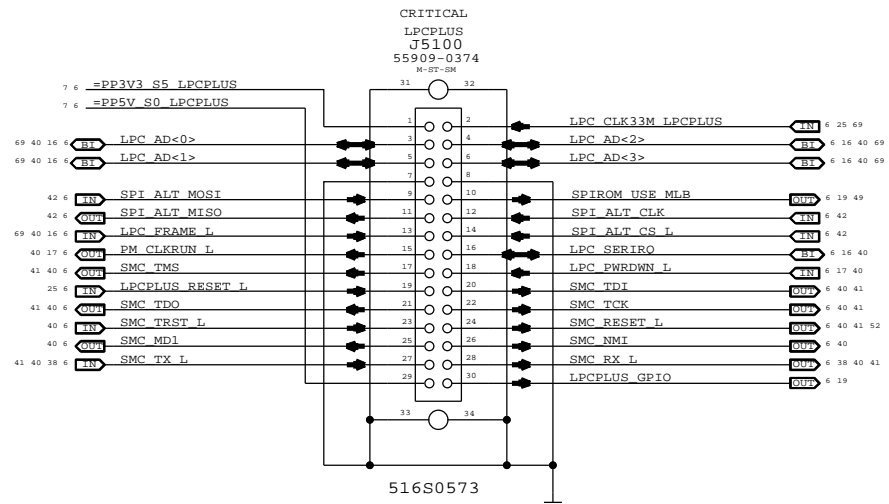 CRITICAL
LPCPLUS
J5100
55909-0374
M-ST-SM
31 32
7 6 =PP3V3_S5_LPCPLUS
7 6 =PP5V_S0_LPCPLUS
1 2 LPC_CLK33M_LPCPLUS IN 6 25 69
69 40 16 6 BI LPC_AD<0> 3 4 LPC_AD<2> BI 6 16 40 69
69 40 16 6 BI LPC_AD<1> 5 6 LPC_AD<3> BI 6 16 40 69
7 8
42 6 IN SPI_ALT_MOSI 9 10 SPIROM_USE_MLB OUT 6 19 49
42 6 OUT SPI_ALT_MISO 11 12 SPI_ALT_CLK IN 6 42
69 40 16 6 IN LPC_FRAME_L 13 14 SPI_ALT_CS_L IN 6 42
40 17 6 OUT PM_CLKRUN_L 15 16 LPC_SERIRQ BI 6 16 40
41 40 6 OUT SMC_TMS 17 18 LPC_PWRDWN_L IN 6 17 40
25 6 IN LPCPLUS_RESET_L 19 20 SMC_TDI OUT 6 40 41
41 40 6 OUT SMC_TDO 21 22 SMC_TCK OUT 6 40 41
40 6 IN SMC_TRST_L 23 24 SMC_RESET_L OUT 6 40 41 52
40 6 OUT SMC_MD1 25 26 SMC_NMI OUT 6 40
41 40 38 6 IN SMC_TX_L 27 28 SMC_RX_L OUT 6 38 40 41
29 30 LPCPLUS_GPIO OUT 6 19
33 34
516S0573